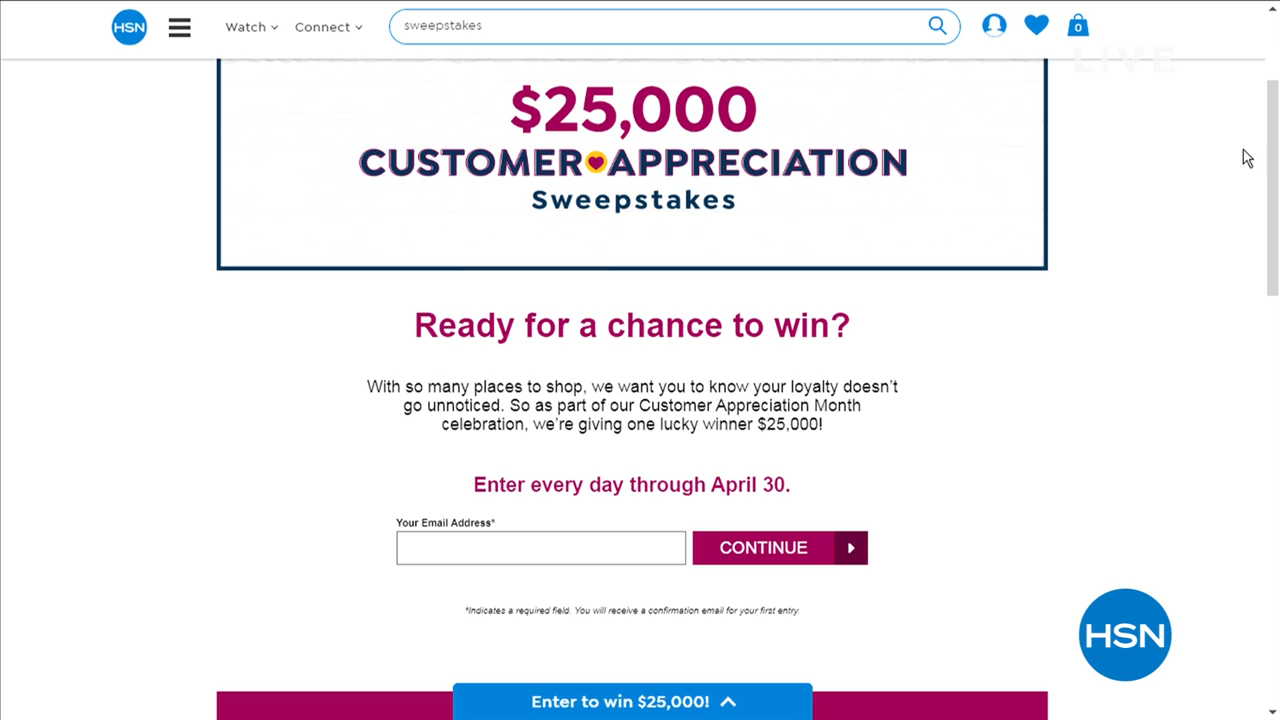 HSN
Watch
Connect
sweepstakes
0
LIVE
$25,000
CUSTOMER APPRECIATION
Sweepstakes
Ready for a chance to win?
With so many places to shop, we want you to know your loyalty doesn't
go unnoticed. So as part of our Customer Appreciation Month
celebration, we're giving one lucky winner $25,000!
Enter every day through April 30.
Your Email Address*
CONTINUE
*Indicates a required field. You will receive a confirmation email for your first entry.
HSN
Enter to win $25,000!